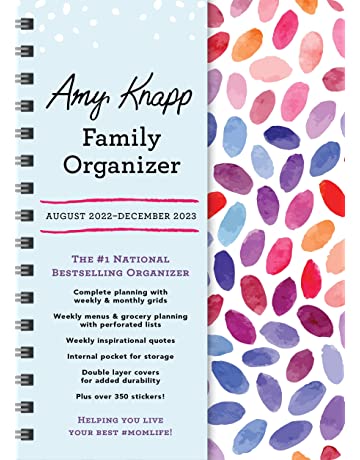 Amy Knapp
Family
Organizer
AUGUST 2022–DECEMBER 2023
THE #1 NATIONAL
BESTSELLING ORGANIZER
Complete planning with
weekly & monthly grids
Weekly menus & grocery planning
with perforated lists
Weekly inspirational quotes
Internal pocket for storage
Double layer covers
for added durability
Plus over 350 stickers!
HELPING YOU LIVE
YOUR BEST #MOMLIFE!